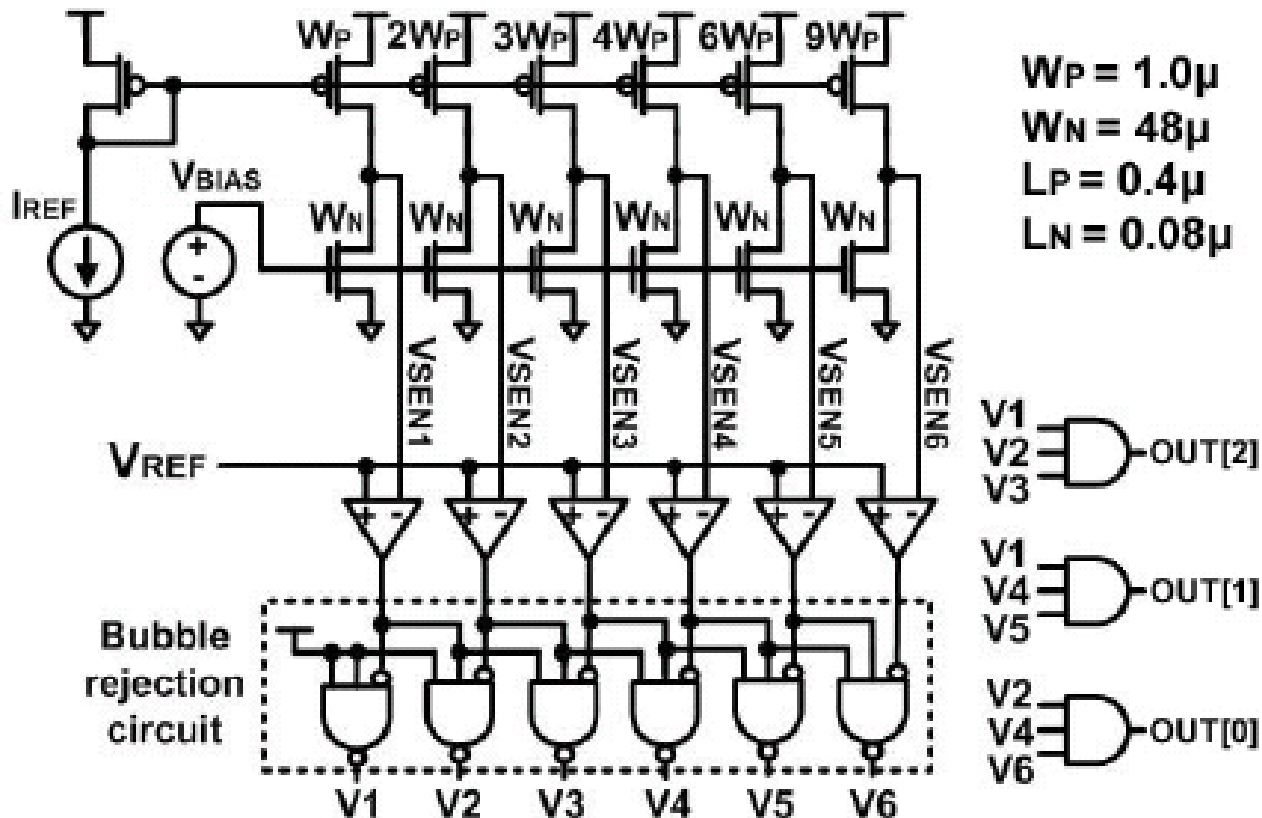 WP 2WP 3WP 4WP 6WP 9WP
WP = 1.0μ
WN = 48μ
LP = 0.4μ
LN = 0.08μ
VBIAS
IREF
+
-
WN WN WN WN WN WN
VSEN1 VSEN2 VSEN3 VSEN4 VSEN5 VSEN6
VREF
+ - + - + - + - + - + -
V1
V2
V3
OUT[2]
V1
V4
V5
OUT[1]
V2
V4
V6
OUT[0]
Bubble
rejection
circuit
V1 V2 V3 V4 V5 V6